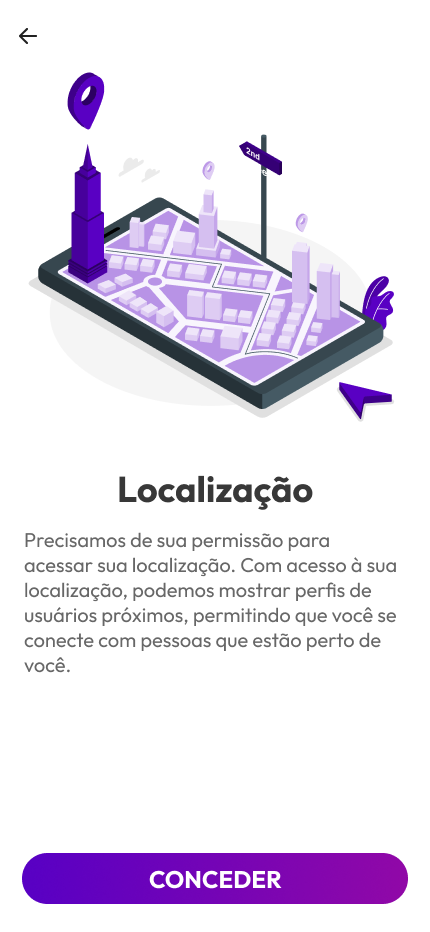 2nd
Localização
Precisamos de sua permissão para
acessar sua localização. Com acesso à sua
localização, podemos mostrar perfis de
usuários próximos, permitindo que você se
conecte com pessoas que estão perto de
você.
CONCEDER